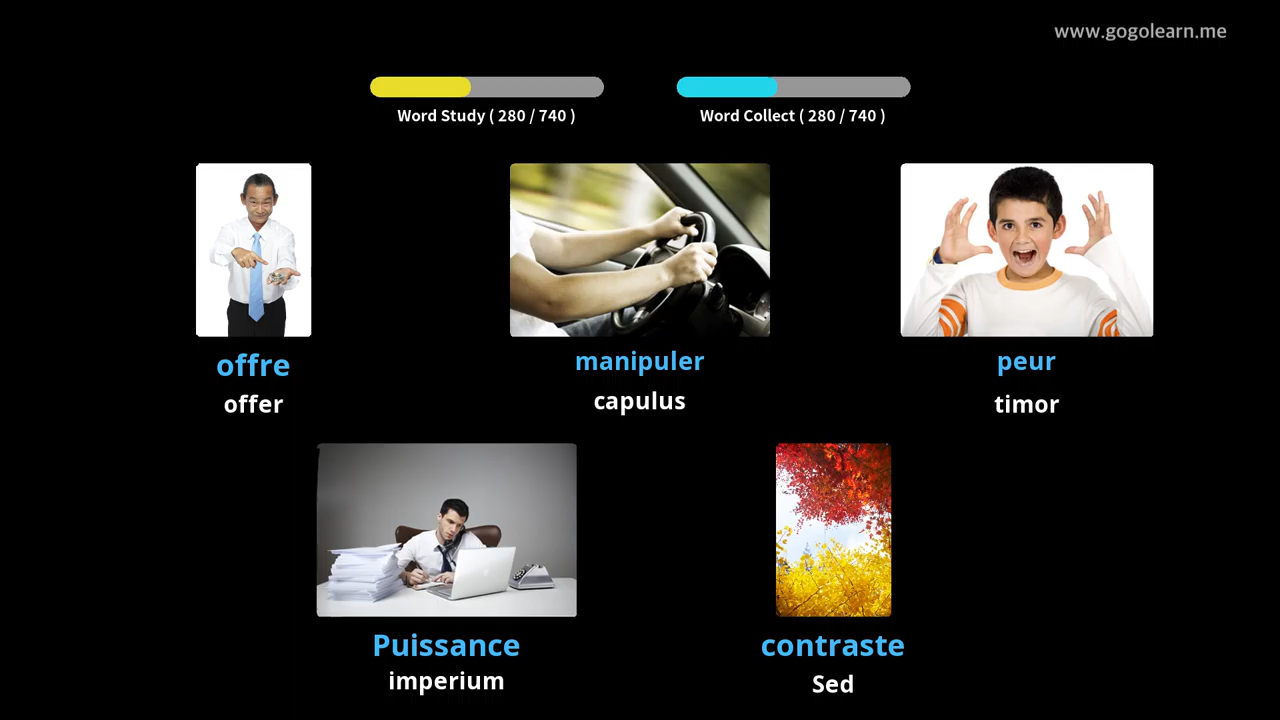 www.gogolearn.me
Word Study ( 280 / 740 )
Word Collect ( 280 / 740 )
offre
offer
manipuler
capulus
peur
timor
Puissance
imperium
contraste
Sed